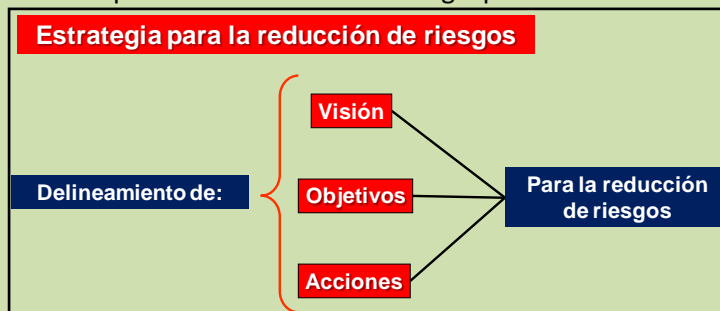 Estrategia para la reducción de riesgos
Visión
Delineamiento de:
Objetivos
Para la reducción
de riesgos
Acciones